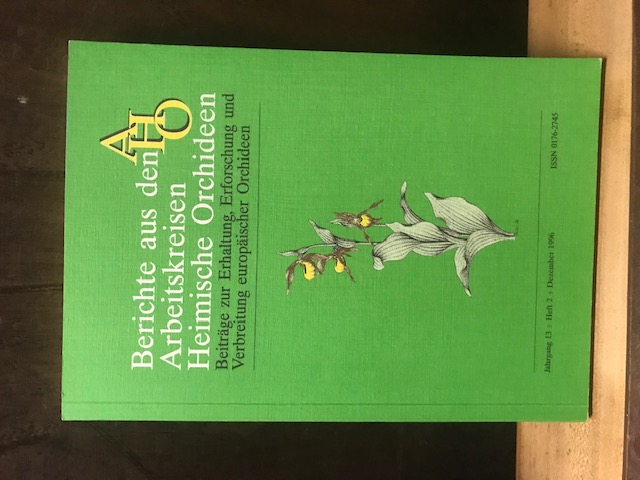 AHO
Berichte aus den
Arbeitskreisen
Heimische Orchideen
Beiträge zur Erhaltung, Erforschung und
Verbreitung europäischer Orchideen
Jahrgang 13 + Heft 2 + Dezember 1996
ISSN 0176-2745